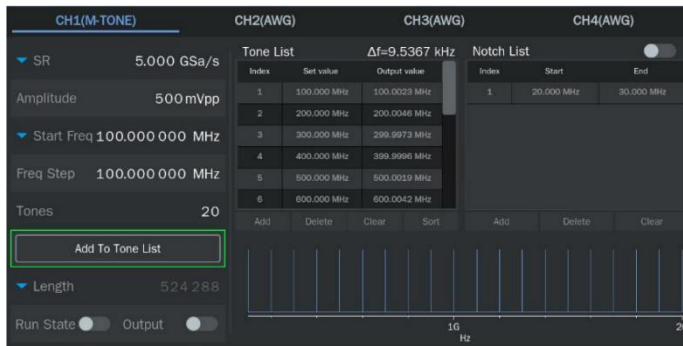 CH1(M-TONE) CH2(AWG) CH3(AWG) CH4(AWG)
SR 5.000 GSa/s
Amplitude 500 mVpp
Start Freq 100.000 000 MHz
Freq Step 100.000 000 MHz
Tones 20
Add To Tone List
Length 524 288
Run State Output
Tone List Δf=9.5367 kHz
Index Set value Output value
1 100.000 MHz 100.0023 MHz
2 200.000 MHz 200.0046 MHz
3 300.000 MHz 299.9973 MHz
4 400.000 MHz 399.9996 MHz
5 500.000 MHz 500.0019 MHz
6 600.000 MHz 600.0042 MHz
Add Delete Clear Sort
Notch List
Index Start End
1 20.000 MHz 30.000 MHz
Add Delete Clear
1G
Hz